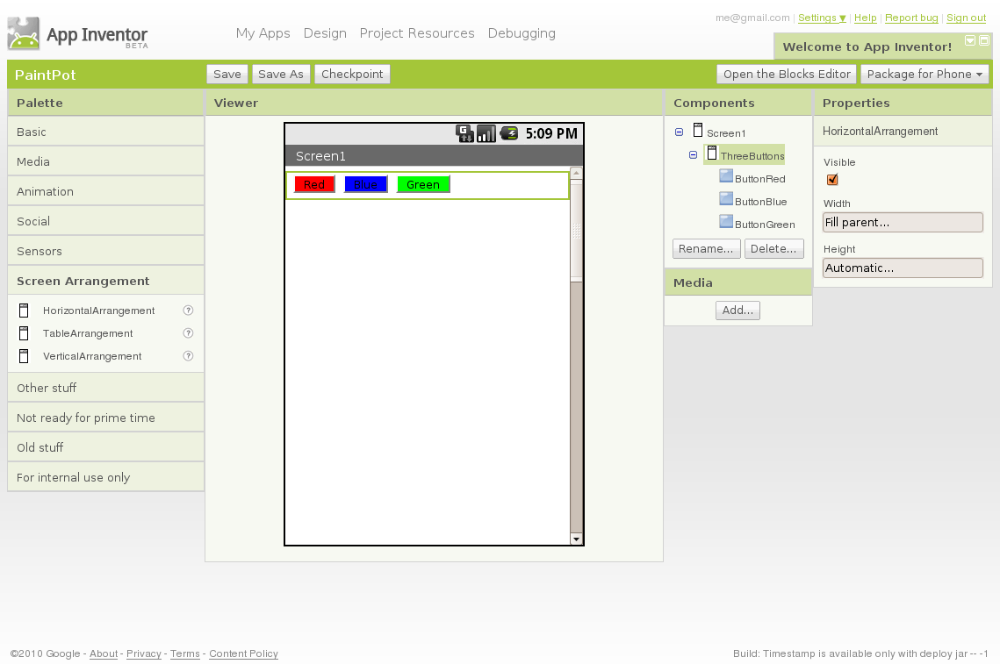 me@gmail.com | Settings ▼ | Help | Report bug | Sign out
App Inventor
BETA
My Apps Design Project Resources Debugging
Welcome to App Inventor!
PaintPot
Save Save As Checkpoint
Open the Blocks Editor Package for Phone
Palette
Basic
Media
Animation
Social
Sensors
Screen Arrangement
HorizontalArrangement ?
TableArrangement ?
VerticalArrangement ?
Other stuff
Not ready for prime time
Old stuff
For internal use only
Viewer
G 5:09 PM
Screen1
Red Blue Green
Components
Screen1
ThreeButtons
ButtonRed
ButtonBlue
ButtonGreen
Rename... Delete...
Media
Add...
Properties
HorizontalArrangement
Visible
Width
Fill parent...
Height
Automatic...
©2010 Google - About - Privacy - Terms - Content Policy
Build: Timestamp is available only with deploy jar -- -1